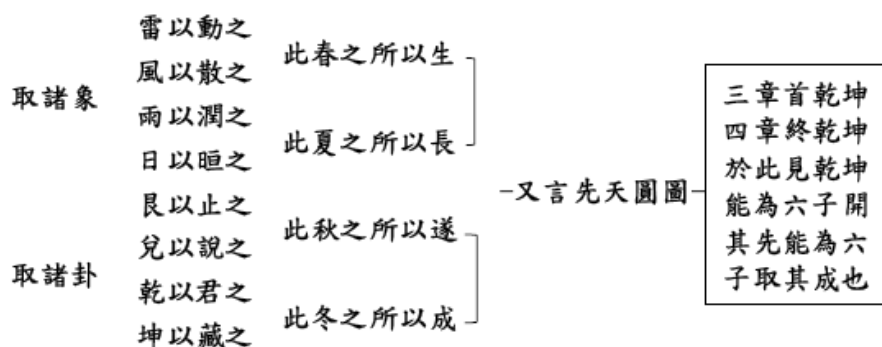 取諸象
雷以動之
風以散之
雨以潤之
日以晅之
此春之所以生
此夏之所以長
取諸卦
艮以止之
兌以說之
乾以君之
坤以藏之
此秋之所以遂
此冬之所以成
又言先天圓圖
三章首乾坤
四章終乾坤
於此見乾坤
能為六子開
其先能為六
子取其成也